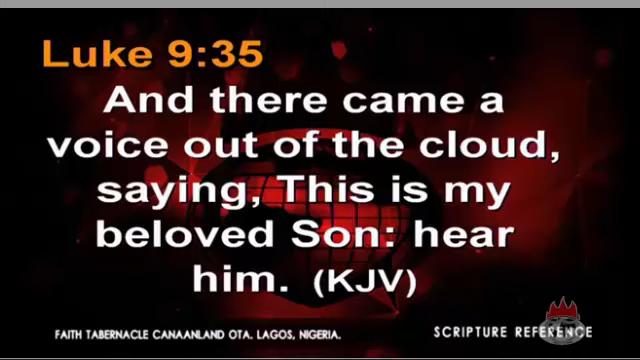 Luke 9:35
And there came a
voice out of the cloud,
saying, This is my
beloved Son: hear
him. (KJV)
FAITH TABERNACLE CANAANLAND OTA. LAGOS, NIGERIA.
SCRIPTURE REFERENCE